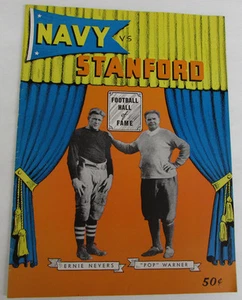 NAVY vs
STANFORD
FOOTBALL
HALL
of
FAME
ERNIE NEVERS
"POP" WARNER
50¢